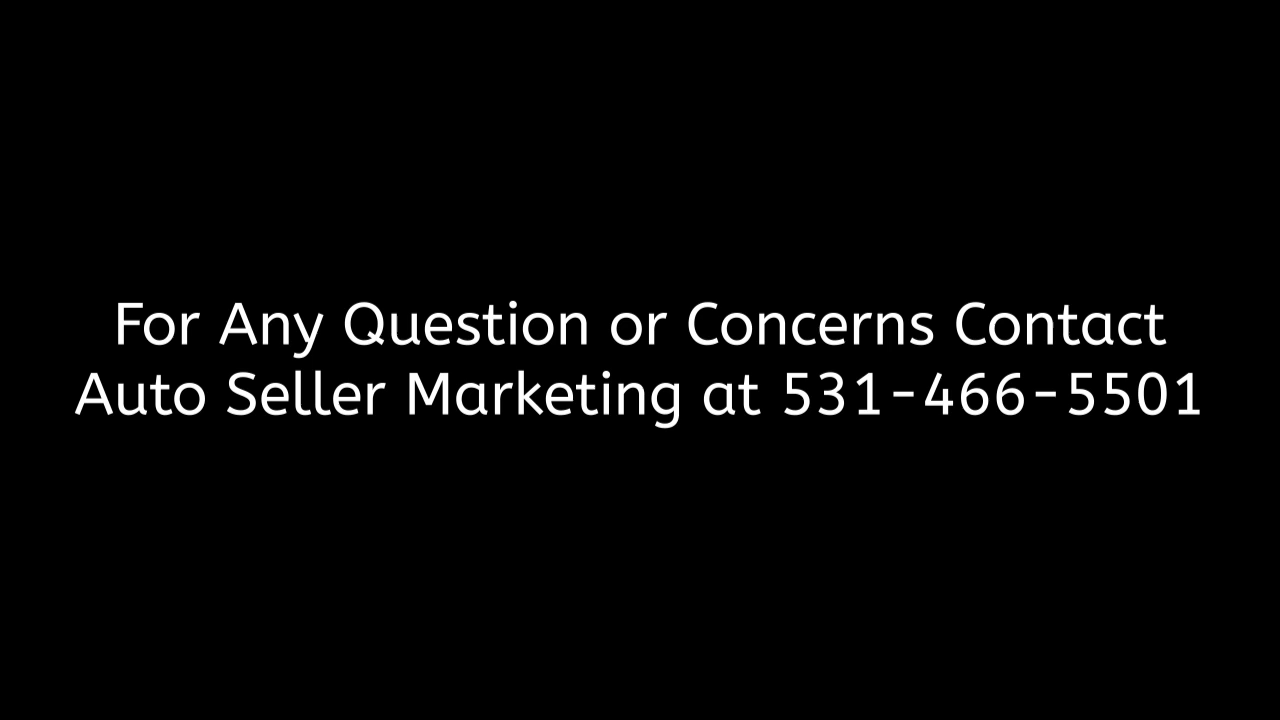 For Any Question or Concerns Contact
Auto Seller Marketing at 531-466-5501